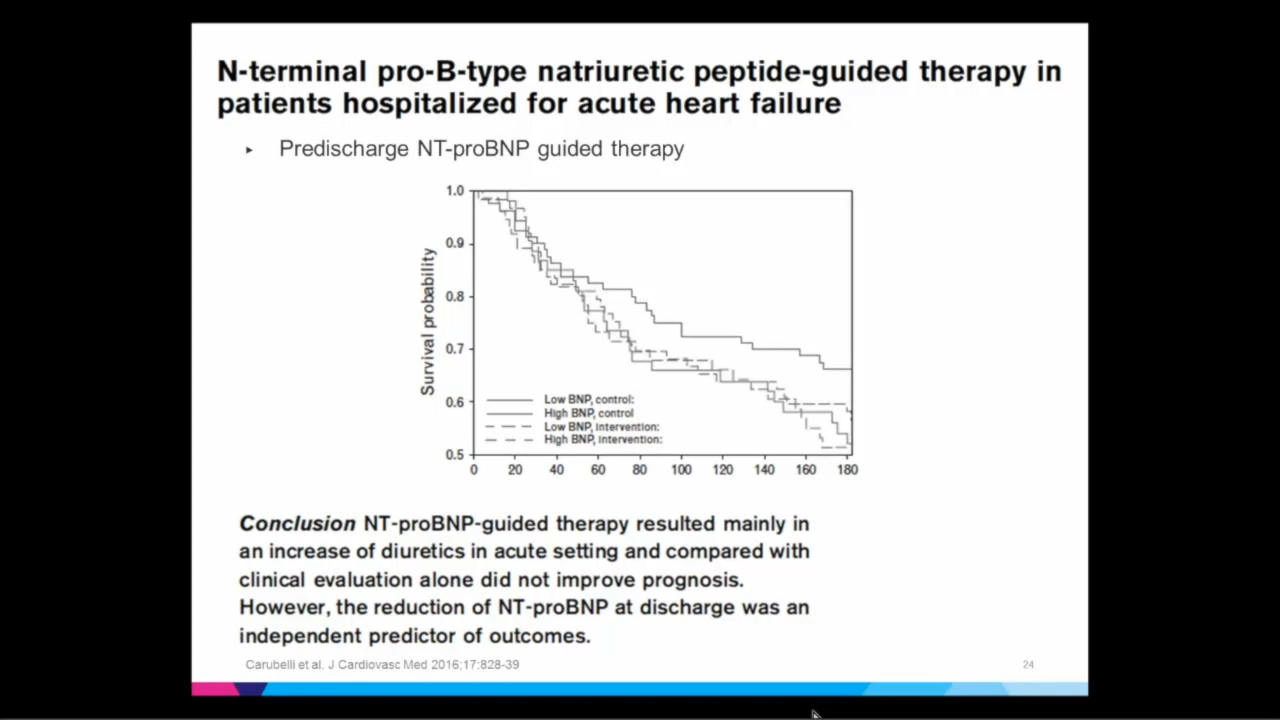 N-terminal pro-B-type natriuretic peptide-guided therapy in
patients hospitalized for acute heart failure
▸ Predischarge NT-proBNP guided therapy
1.0
0.9
0.8
0.7
0.6
0.5
Survival probability
Low BNP, control:
High BNP, control
Low BNP, intervention:
High BNP, intervention:
0 20 40 60 80 100 120 140 160 180
Conclusion NT-proBNP-guided therapy resulted mainly in
an increase of diuretics in acute setting and compared with
clinical evaluation alone did not improve prognosis.
However, the reduction of NT-proBNP at discharge was an
independent predictor of outcomes.
Carubelli et al. J Cardiovasc Med 2016;17:828-39
24